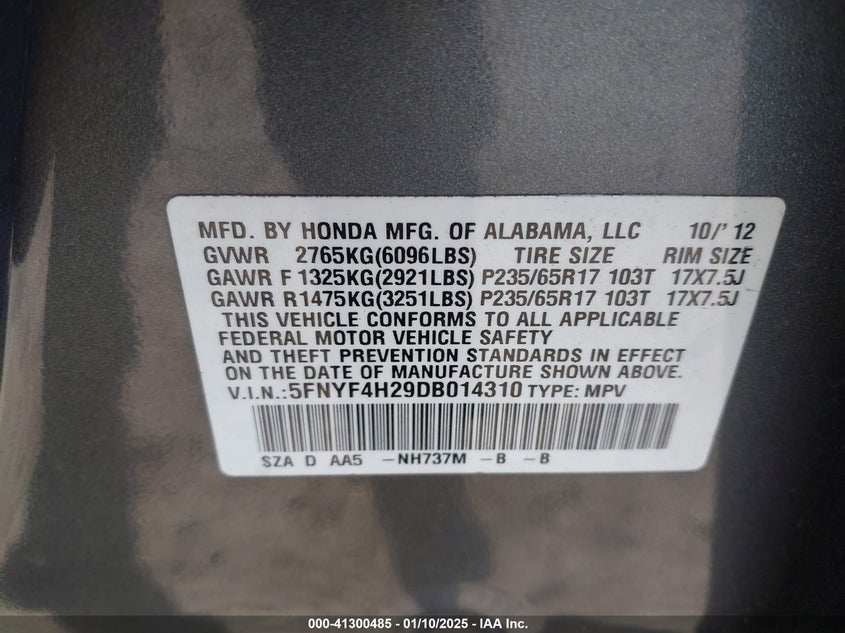 MFD. BY HONDA MFG. OF ALABAMA, LLC 10/' 12
GVWR 2765KG(6096LBS) TIRE SIZE RIM SIZE
GAWR F 1325KG(2921LBS) P235/65R17 103T 17X7.5J
GAWR R1475KG(3251LBS) P235/65R17 103T 17X7.5J
THIS VEHICLE CONFORMS TO ALL APPLICABLE
FEDERAL MOTOR VEHICLE SAFETY
AND THEFT PREVENTION STANDARDS IN EFFECT
ON THE DATE OF MANUFACTURE SHOWN ABOVE.
V.I.N.:5FNYF4H29DB014310 TYPE: MPV
SZA D AA5 -NH737M -B -B
000-41300485 - 01/10/2025 - IAA Inc.